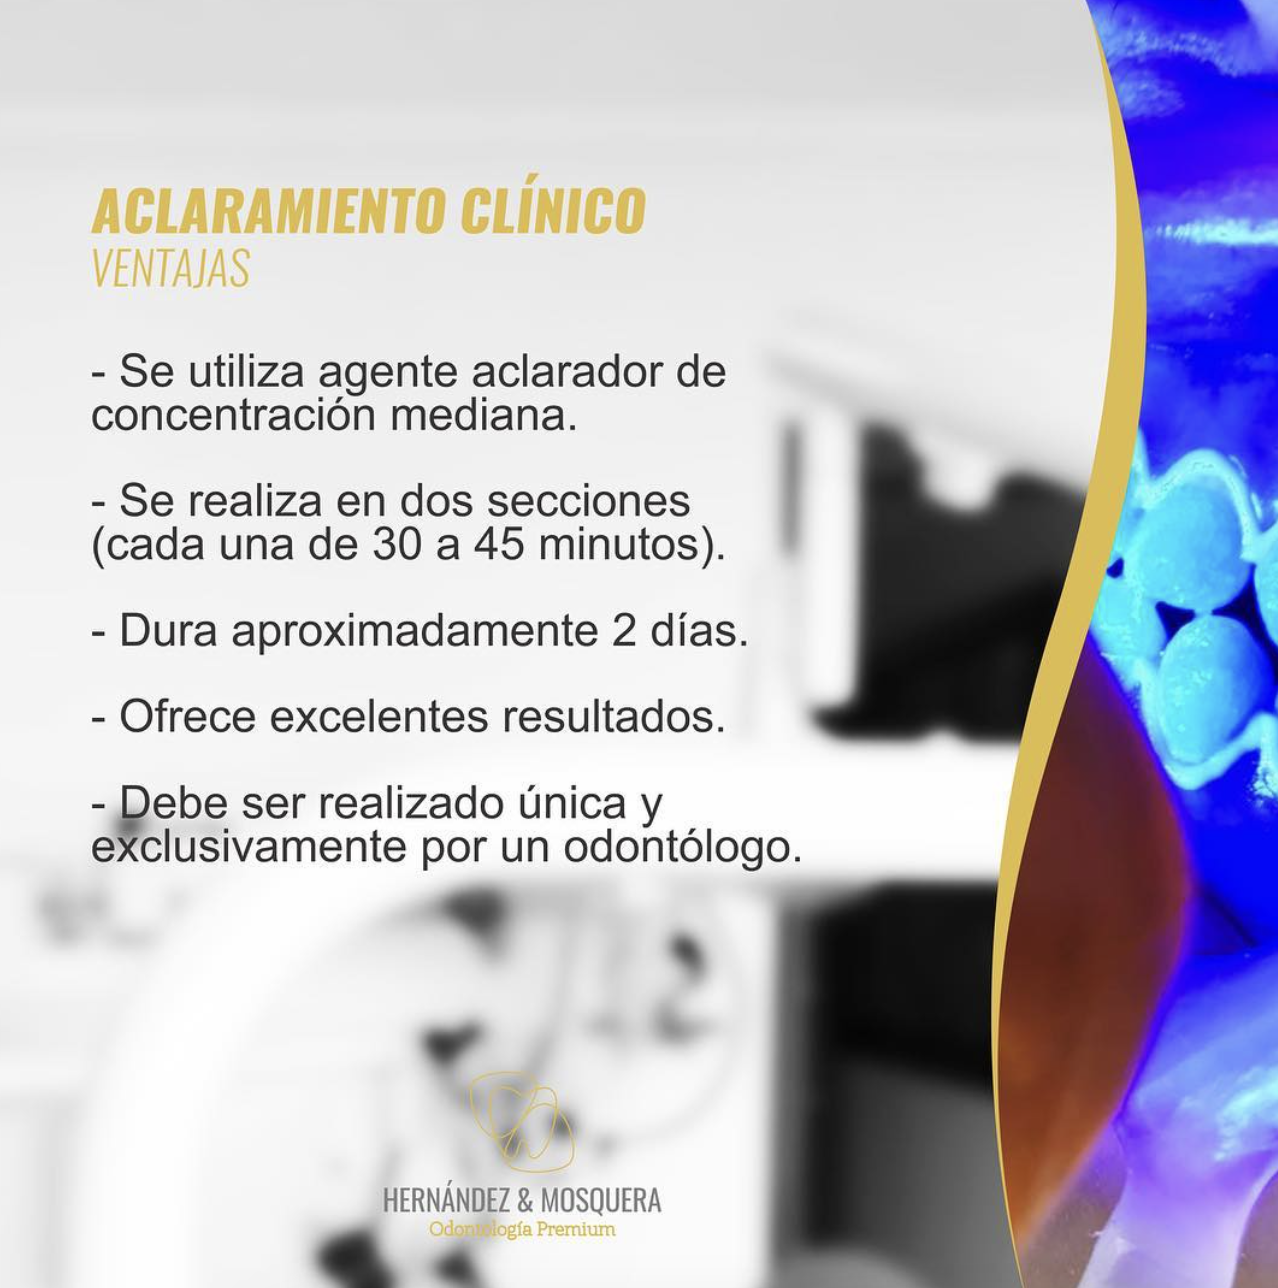 ACLARAMIENTO CLÍNICO
VENTAJAS
- Se utiliza agente aclarador de
concentración mediana.
- Se realiza en dos secciones
(cada una de 30 a 45 minutos).
- Dura aproximadamente 2 días.
- Ofrece excelentes resultados.
- Debe ser realizado única y
exclusivamente por un odontólogo.
HERNÁNDEZ & MOSQUERA
Odontología Premium